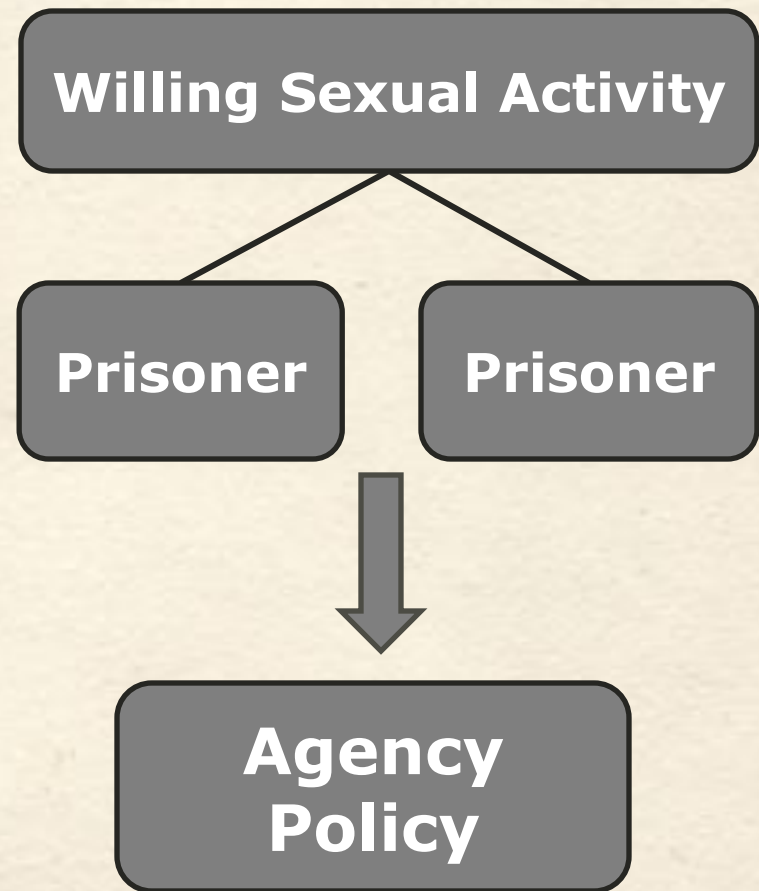 Willing Sexual Activity
Prisoner
Prisoner
Agency
Policy